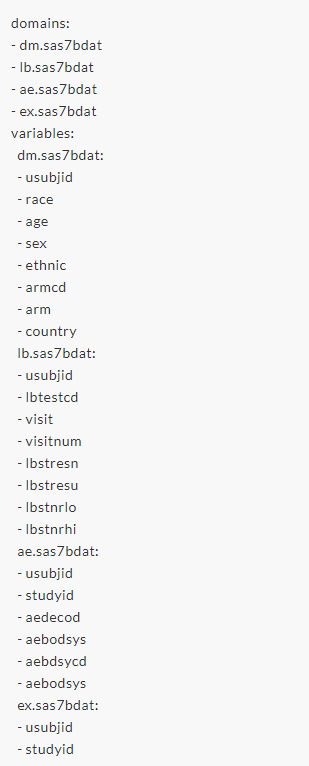 domains:
- dm.sas7bdat
- lb.sas7bdat
- ae.sas7bdat
- ex.sas7bdat
variables:
dm.sas7bdat:
- usubjid
- race
- age
- sex
- ethnic
- armcd
- arm
- country
lb.sas7bdat:
- usubjid
- lbtestcd
- visit
- visitnum
- lbstresn
- lbstresu
- lbstnrlo
- lbstnrhi
ae.sas7bdat:
- usubjid
- studyid
- aedecod
- aebodsys
- aebdsycd
- aebodsys
ex.sas7bdat:
- usubjid
- studyid